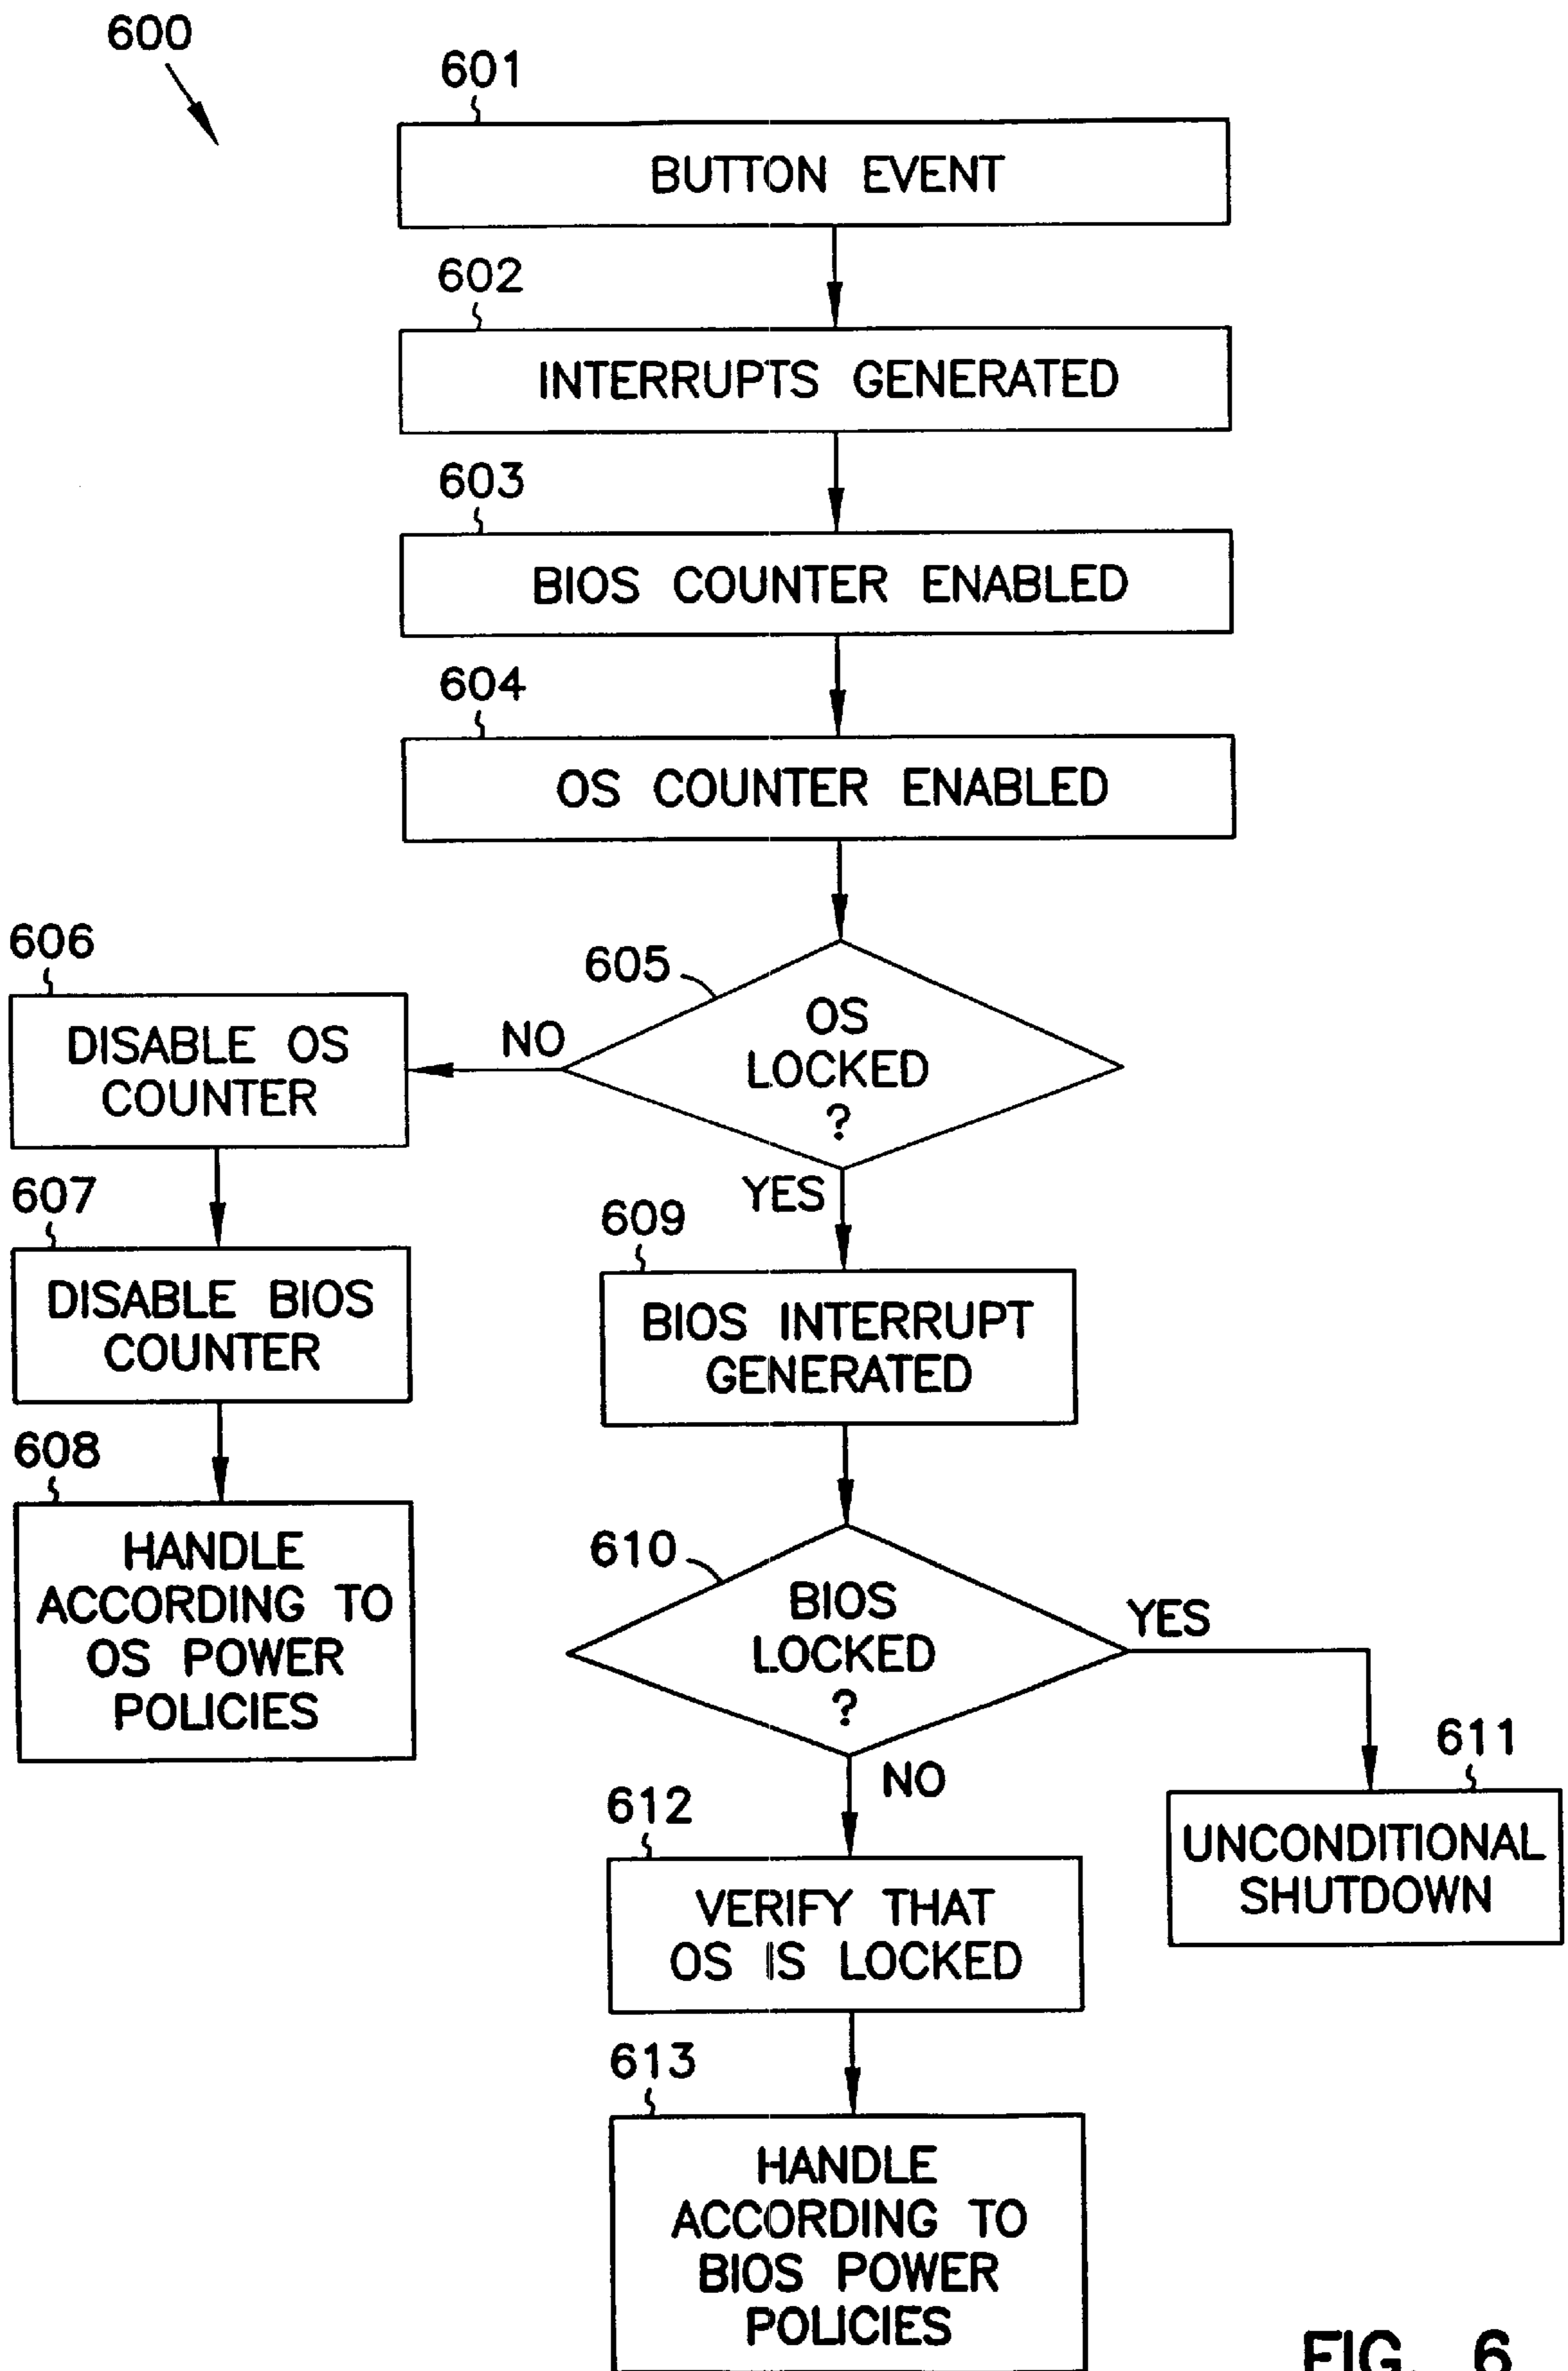 600
601
BUTTON EVENT
602
INTERRUPTS GENERATED
603
BIOS COUNTER ENABLED
604
OS COUNTER ENABLED
605
OS
LOCKED
?
NO
YES
606
DISABLE OS
COUNTER
607
DISABLE BIOS
COUNTER
608
HANDLE
ACCORDING TO
OS POWER
POLICIES
609
BIOS INTERRUPT
GENERATED
610
BIOS
LOCKED
?
YES
NO
611
UNCONDITIONAL
SHUTDOWN
612
VERIFY THAT
OS IS LOCKED
613
HANDLE
ACCORDING TO
BIOS POWER
POLICIES
FIG. 6